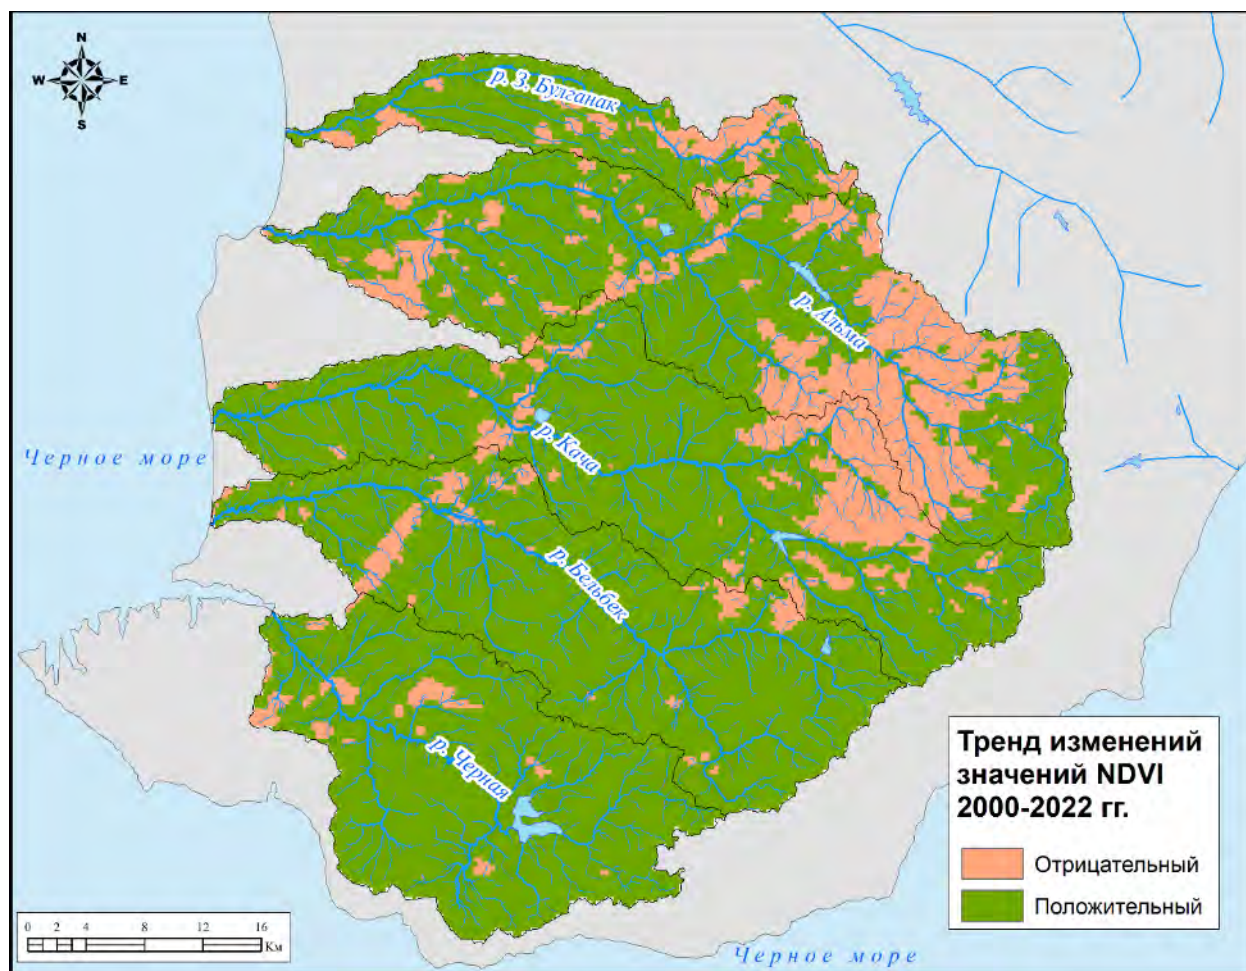 N
W E
S
р. З. Булганак
р. Альма
р. Кача
Черное море
р. Бельбек
р. Черная
Тренд изменений
значений NDVI
2000-2022 гг.
Отрицательный
Положительный
0 2 4 8 12 16
Км
Черное море